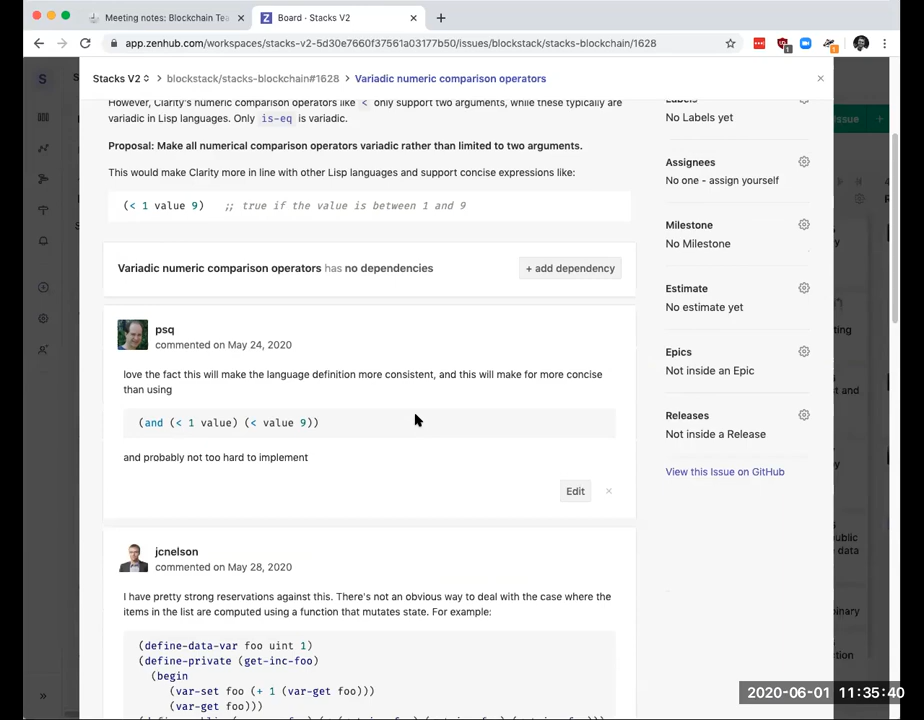 Meeting notes: Blockchain Tea
Board · Stacks V2
app.zenhub.com/workspaces/stacks-v2-5d30e7660f37561a03177b50/issues/blockstack/stacks-blockchain/1628
Stacks V2
blockstack/stacks-blockchain#1628
Variadic numeric comparison operators
However, Clarity's numeric comparison operators like < only support two arguments, while these typically are
variadic in Lisp languages. Only is-eq is variadic.
Proposal: Make all numerical comparison operators variadic rather than limited to two arguments.
This would make Clarity more in line with other Lisp languages and support concise expressions like:
(< 1 value 9) ;; true if the value is between 1 and 9
Variadic numeric comparison operators has no dependencies
+ add dependency
psq
commented on May 24, 2020
love the fact this will make the language definition more consistent, and this will make for more concise
than using
(and (< 1 value) (< value 9))
and probably not too hard to implement
Edit
jcnelson
commented on May 28, 2020
I have pretty strong reservations against this. There's not an obvious way to deal with the case where the
items in the list are computed using a function that mutates state. For example:
(define-data-var foo uint 1)
(define-private (get-inc-foo)
(begin
(var-set foo (+ 1 (var-get foo)))
(var-get foo)))
Labels
No Labels yet
Assignees
No one - assign yourself
Milestone
No Milestone
Estimate
No estimate yet
Epics
Not inside an Epic
Releases
Not inside a Release
View this Issue on GitHub
2020-06-01 11:35:40